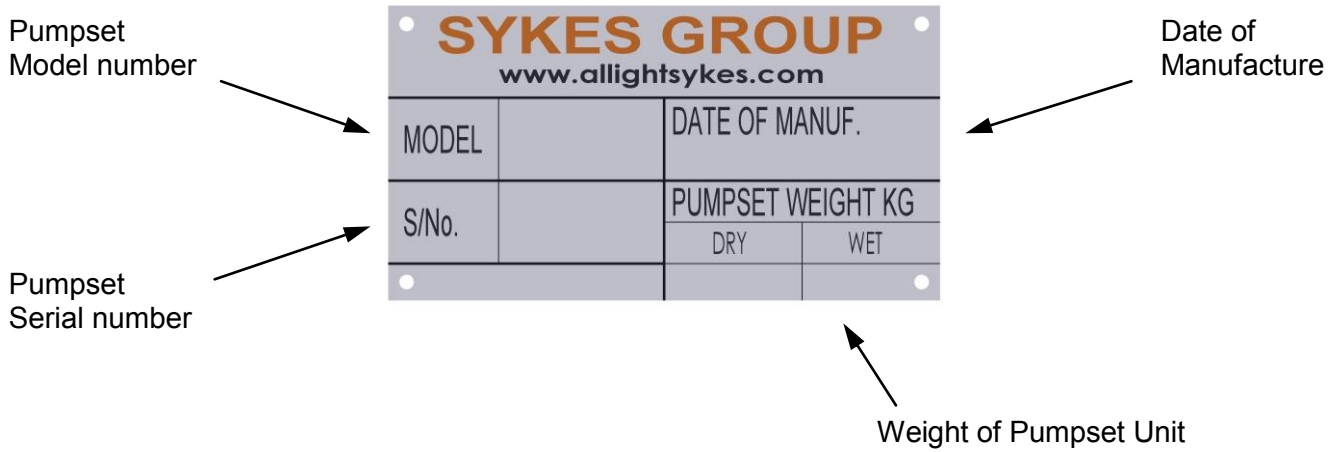 Pumpset
Model number
SYKES GROUP
www.allightsykes.com
Date of
Manufacture
MODEL
DATE OF MANUF.
S/No.
PUMPSET WEIGHT KG
DRY
WET
Pumpset
Serial number
Weight of Pumpset Unit